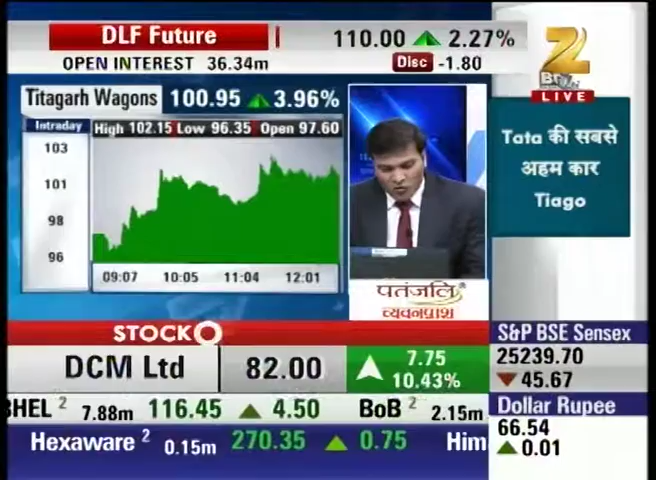 DLF Future
110.00 2.27%
OPEN INTEREST 36.34m
Disc -1.80
LIVE
Titagarh Wagons 100.95 3.96%
Intraday High 102.15 Low 96.35 Open 97.60
103
101
98
96
09:07 10:05 11:04 12:01
Tata की सबसे
अहम कार
Tiago
पतंजलि
च्यवनप्राश
STOCK
DCM Ltd 82.00 7.75
10.43%
S&P BSE Sensex
25239.70
45.67
BHEL 2 7.88m 116.45 4.50 BoB 2 2.15m
Dollar Rupee
66.54
0.01
Hexaware 2 0.15m 270.35 0.75 Him